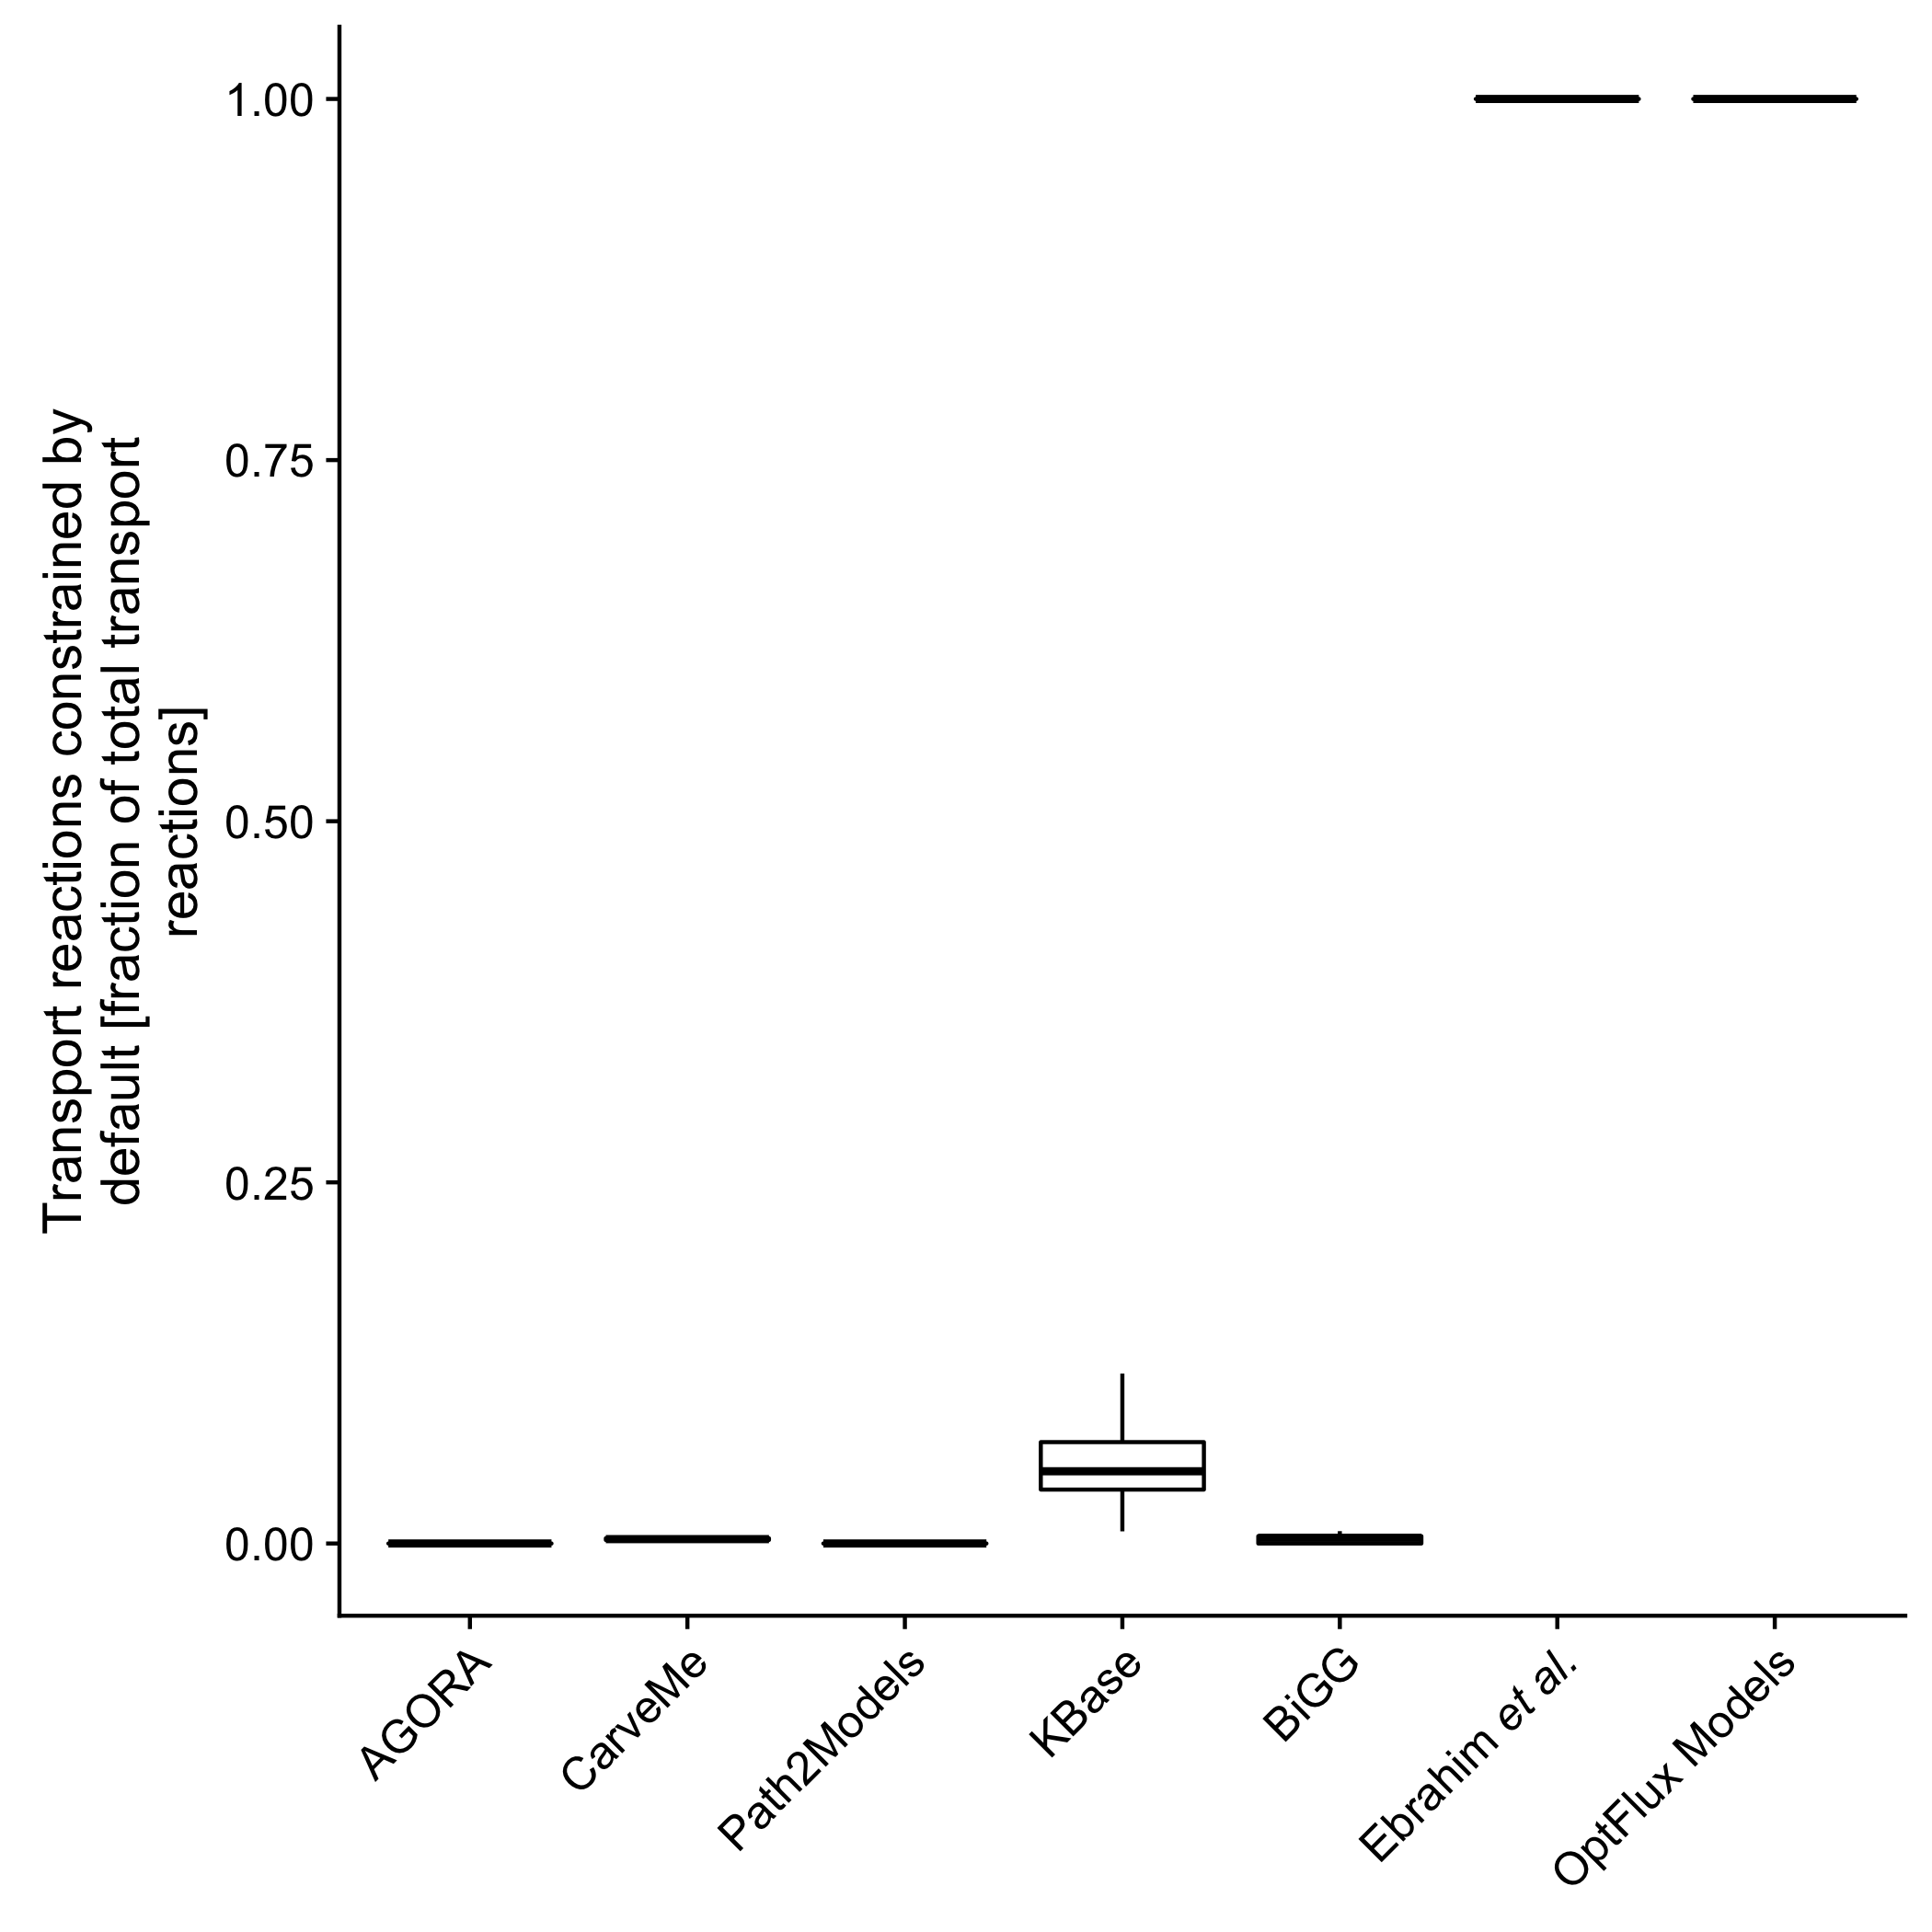 Transport reactions constrained by
default [fraction of total transport
reactions]
1.00
0.75
0.50
0.25
0.00
AGORA
CarveMe
Path2Models
KBase
BiGG
Ebrahim et al.
OptFlux Models